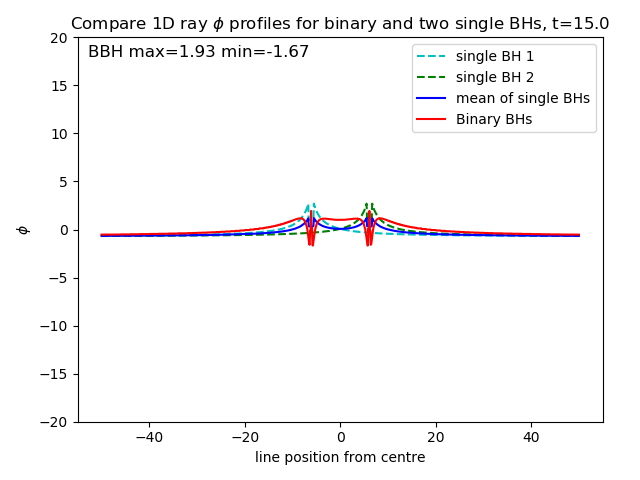 Compare 1D ray ϕ profiles for binary and two single BHs, t=15.0
BBH max=1.93 min=-1.67
single BH 1
single BH 2
mean of single BHs
Binary BHs
20
15
10
5
0
−5
−10
−15
−20
ϕ
−40
−20
0
20
40
line position from centre